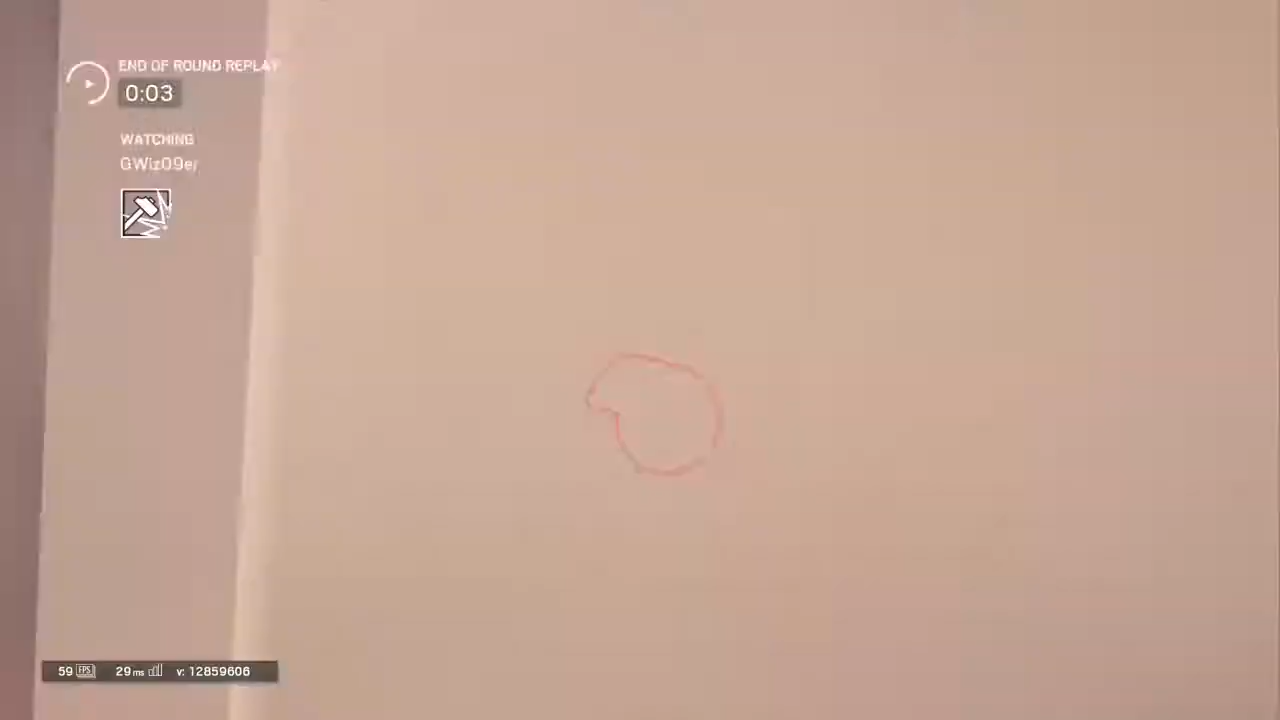 END OF ROUND REPLAY
0:03
WATCHING
GWiz09er
59 FPS 29 ms v: 12859606